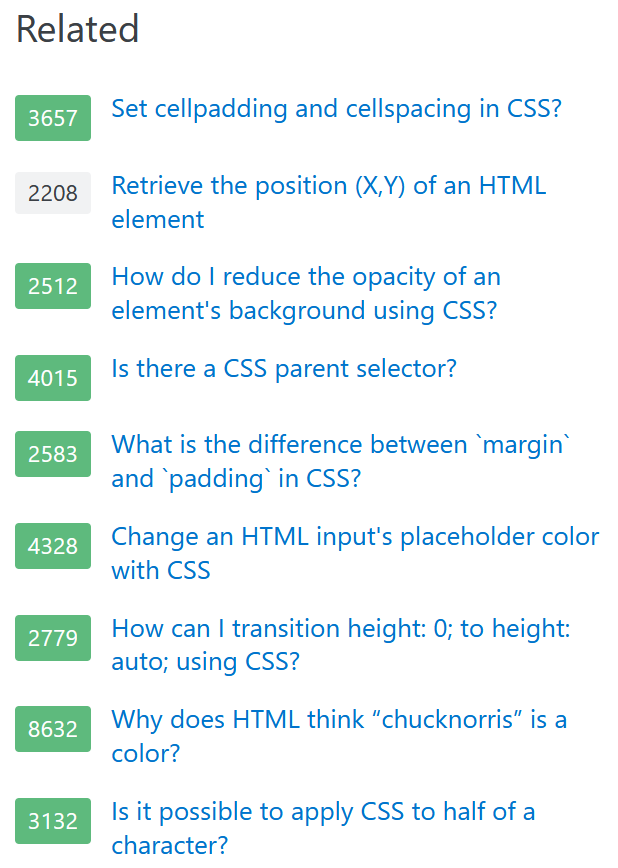 Related
3657 Set cellpadding and cellspacing in CSS?
2208 Retrieve the position (X,Y) of an HTML
element
2512 How do I reduce the opacity of an
element's background using CSS?
4015 Is there a CSS parent selector?
2583 What is the difference between `margin`
and `padding` in CSS?
4328 Change an HTML input's placeholder color
with CSS
2779 How can I transition height: 0; to height:
auto; using CSS?
8632 Why does HTML think “chucknorris” is a
color?
3132 Is it possible to apply CSS to half of a
character?